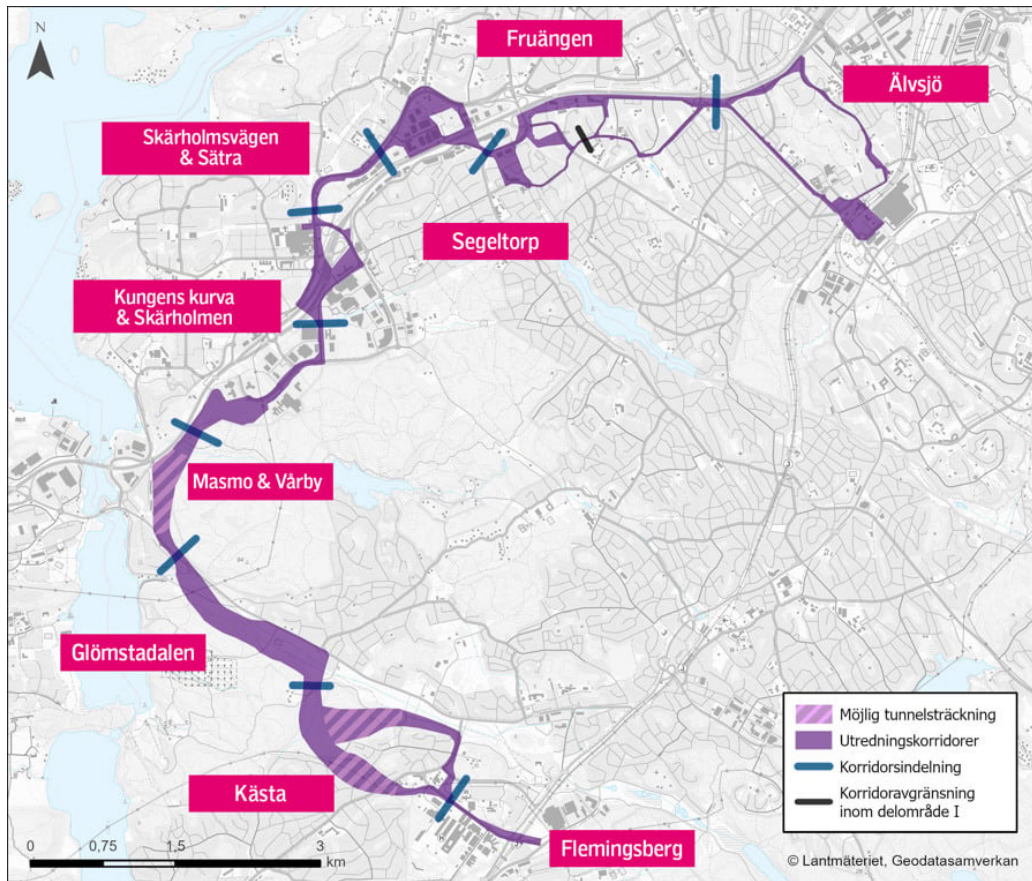 N
Fruängen
Älvsjö
Skärholmsvägen
& Sätra
Segeltorp
Kungens kurva
& Skärholmen
Masmo & Vårby
Glömstadalen
Kästa
Flemingsberg
Möjlig tunnelsträckning
Utredningskorridorer
Korridorsindelning
Korridoravgränsning
inom delområde I
0 0,75 1,5 3
km
© Lantmäteriet, Geodatasamverkan